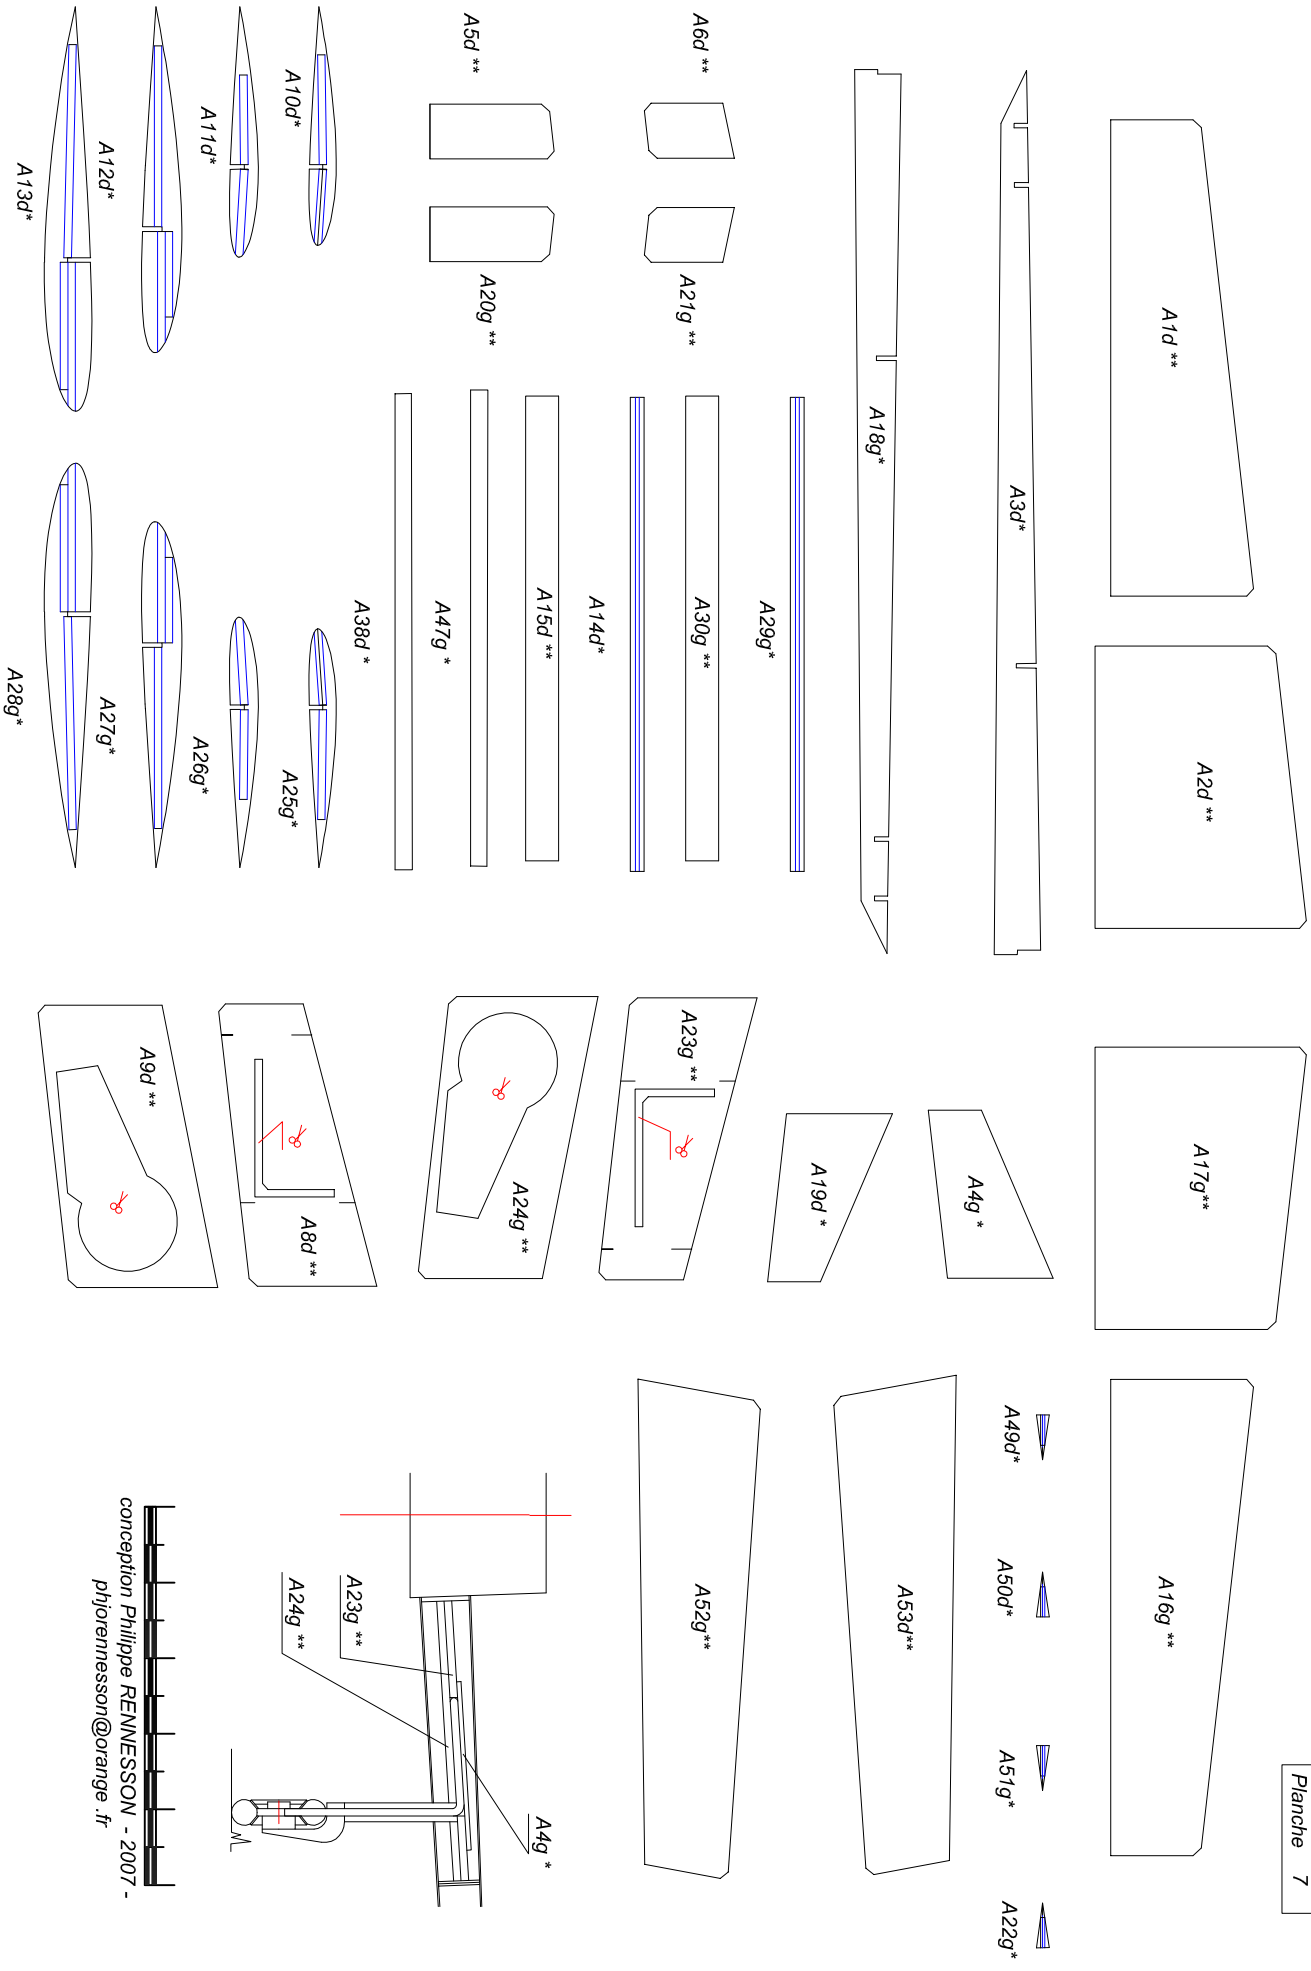 Planche 7
A1d **
A2d **
A17g**
A16g **
A3d*
A18g*
A4g *
A19d *
A49d*
A50d*
A51g*
A22g*
A6d **
A21g **
A5d **
A20g **
A29g*
A30g **
A14d*
A15d **
A47g *
A38d *
A23g **
A24g **
A8d **
A9d **
A53d**
A52g**
A10d*
A11d*
A12d*
A13d*
A25g*
A26g*
A27g*
A28g*
A4g *
A23g **
A24g **
conception Philippe RENNESSON - 2007 -
phjorennesson@orange .fr